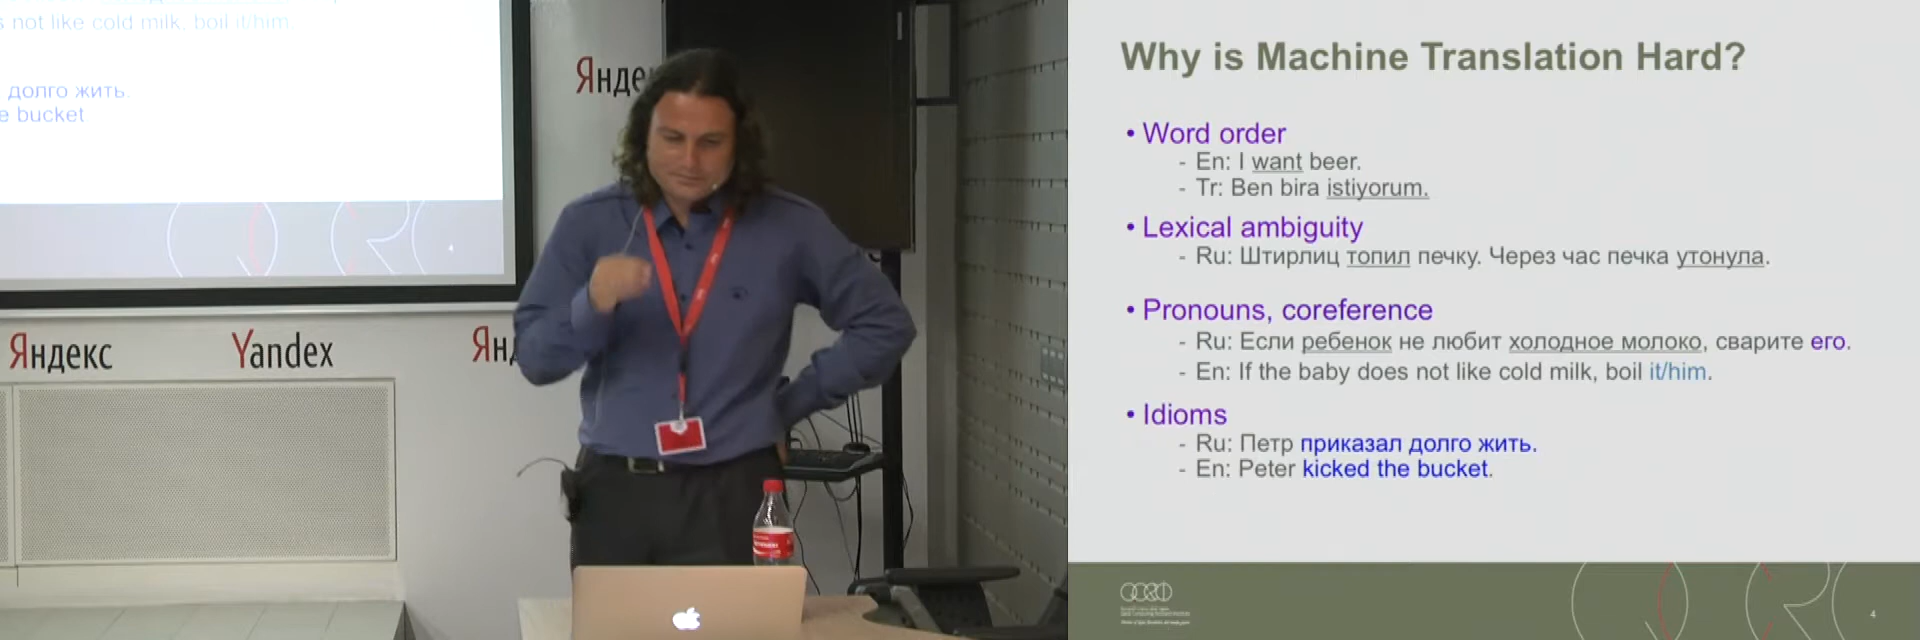 s not like cold milk, boil it/him.
долго жить.
e bucket
4
Янде
Яндекс
Yandex
Ян
Why is Machine Translation Hard?
• Word order
- En: I want beer.
- Tr: Ben bira istiyorum.
• Lexical ambiguity
- Ru: Штирлиц топил печку. Через час печка утонула.
• Pronouns, coreference
- Ru: Если ребенок не любит холодное молоко, сварите его.
- En: If the baby does not like cold milk, boil it/him.
• Idioms
- Ru: Петр приказал долго жить.
- En: Peter kicked the bucket.
4